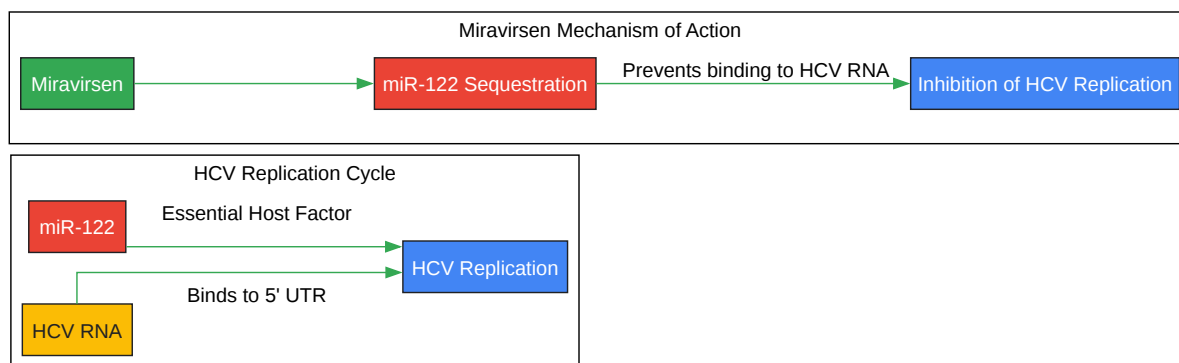 Miravirsen Mechanism of Action
Miravirsen
miR-122 Sequestration
Prevents binding to HCV RNA
Inhibition of HCV Replication
HCV Replication Cycle
miR-122
Essential Host Factor
HCV Replication
Binds to 5' UTR
HCV RNA